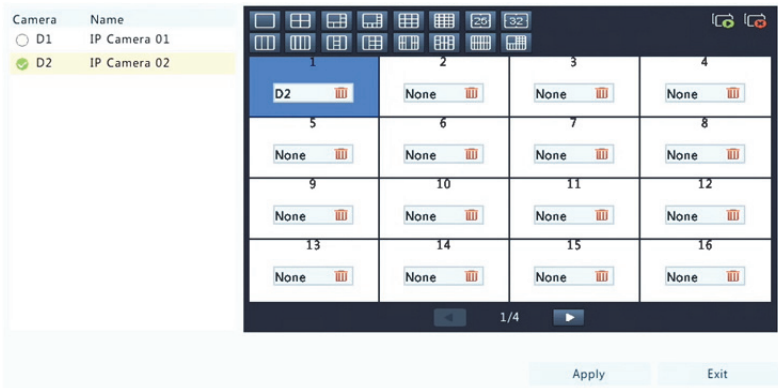 Camera Name
D1 IP Camera 01
D2 IP Camera 02
25 32
1 2 3 4
D2 None None None
5 6 7 8
None None None None
9 10 11 12
None None None None
13 14 15 16
None None None None
1/4
Apply Exit